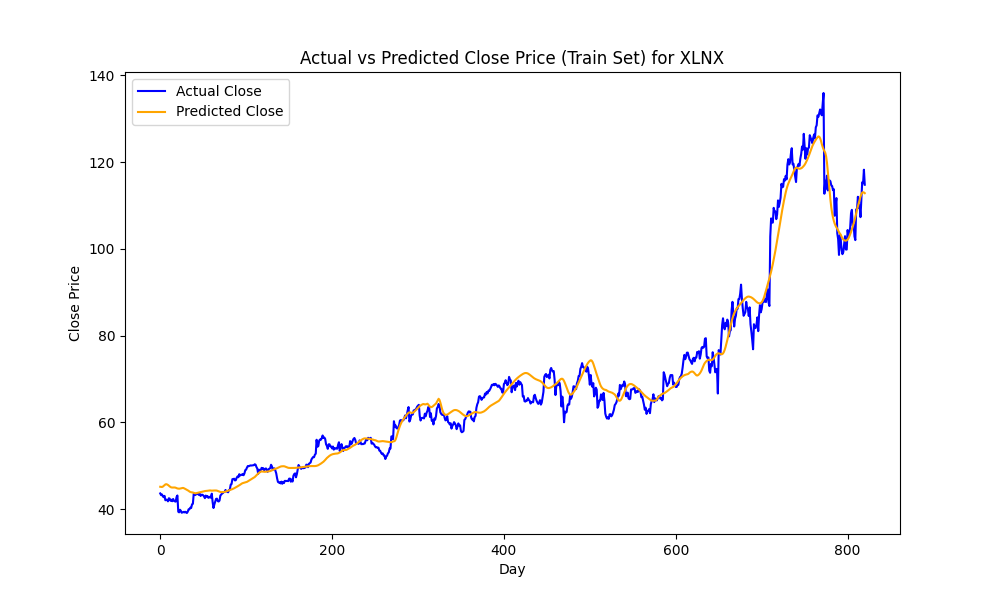 Actual vs Predicted Close Price (Train Set) for XLNX
Actual Close
Predicted Close
140
120
100
80
60
40
Close Price
0 200 400 600 800
Day